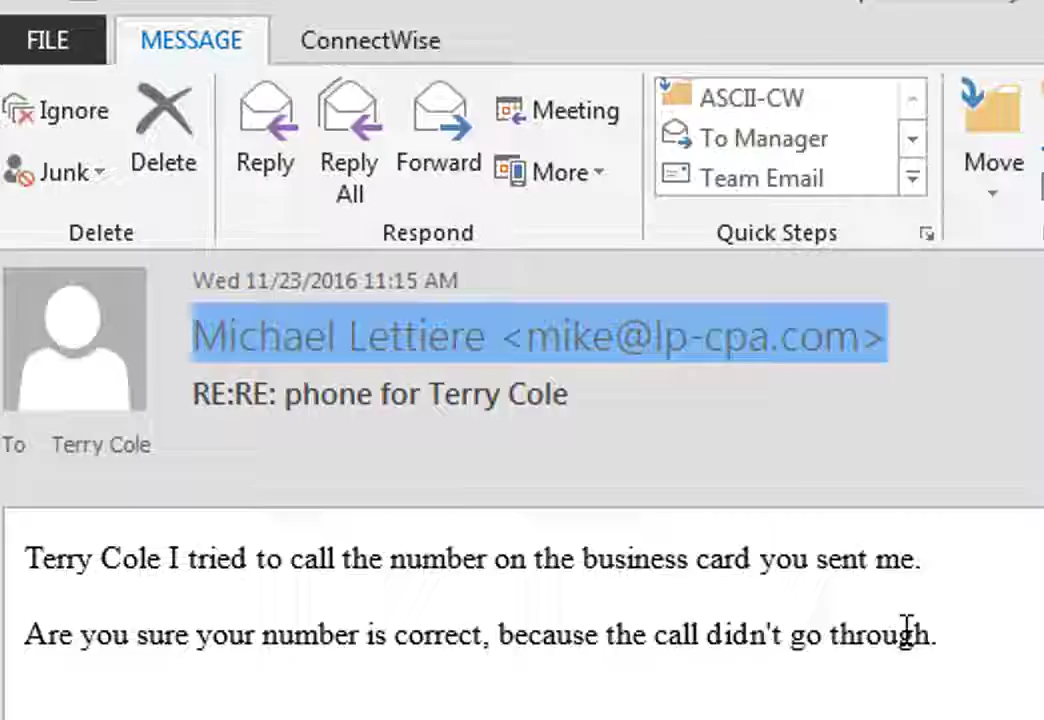 FILE MESSAGE ConnectWise
Ignore
Junk
Delete
Delete
Reply
Reply All
Forward
Meeting
More
Respond
ASCII-CW
To Manager
Team Email
Quick Steps
Move
Wed 11/23/2016 11:15 AM
Michael Lettiere <mike@lp-cpa.com>
RE:RE: phone for Terry Cole
To Terry Cole
Terry Cole I tried to call the number on the business card you sent me.
Are you sure your number is correct, because the call didn't go through.